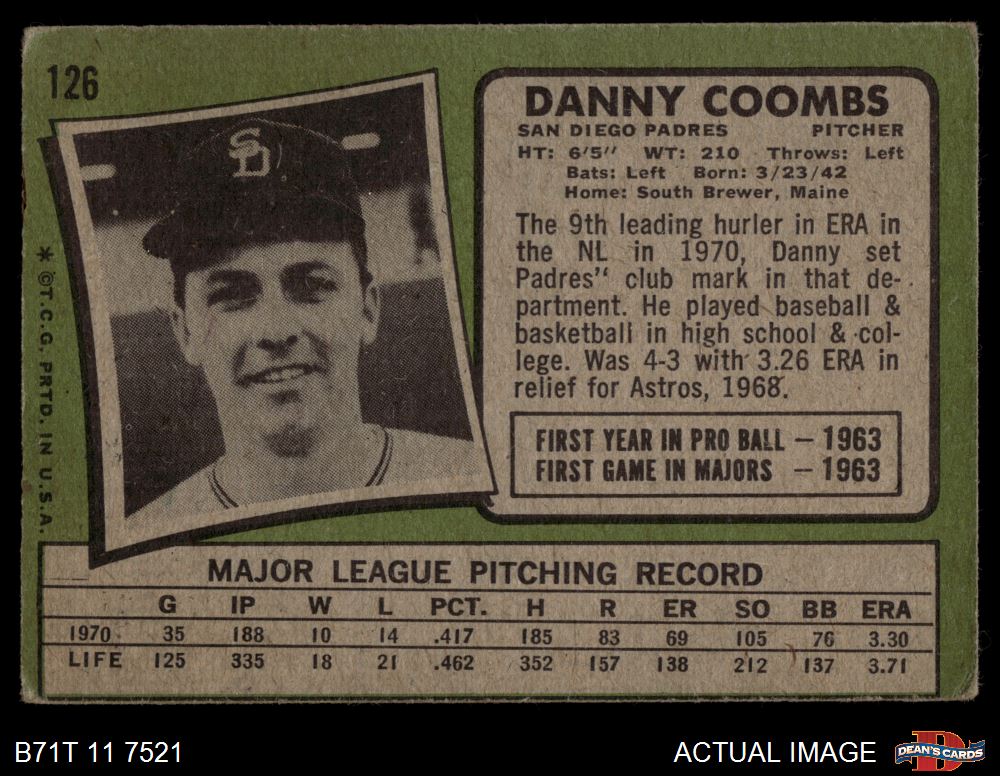 126
SD
* ©T.C.G. PRTD. IN U.S.A.
DANNY COOMBS
SAN DIEGO PADRES PITCHER
HT: 6'5" WT: 210 Throws: Left
Bats: Left Born: 3/23/42
Home: South Brewer, Maine
The 9th leading hurler in ERA in
the NL in 1970, Danny set
Padres" club mark in that de-
partment. He played baseball &
basketball in high school & col-
lege. Was 4-3 with 3.26 ERA in
relief for Astros, 1968.
FIRST YEAR IN PRO BALL — 1963
FIRST GAME IN MAJORS — 1963
MAJOR LEAGUE PITCHING RECORD
G IP W L PCT. H R ER SO BB ERA
1970 35 188 10 14 .417 185 83 69 105 76 3.30
LIFE 125 335 18 21 .462 352 157 138 212 137 3.71
B71T 11 7521
ACTUAL IMAGE
D
DEAN'S CARDS